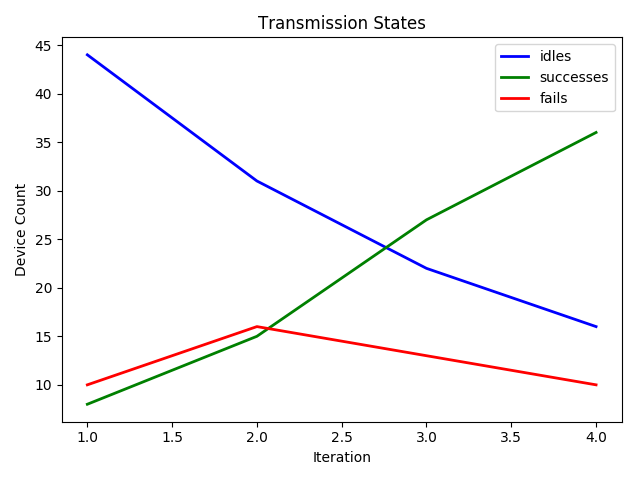 Transmission States
idles
successes
fails
Device Count
45
40
35
30
25
20
15
10
1.0 1.5 2.0 2.5 3.0 3.5 4.0
Iteration